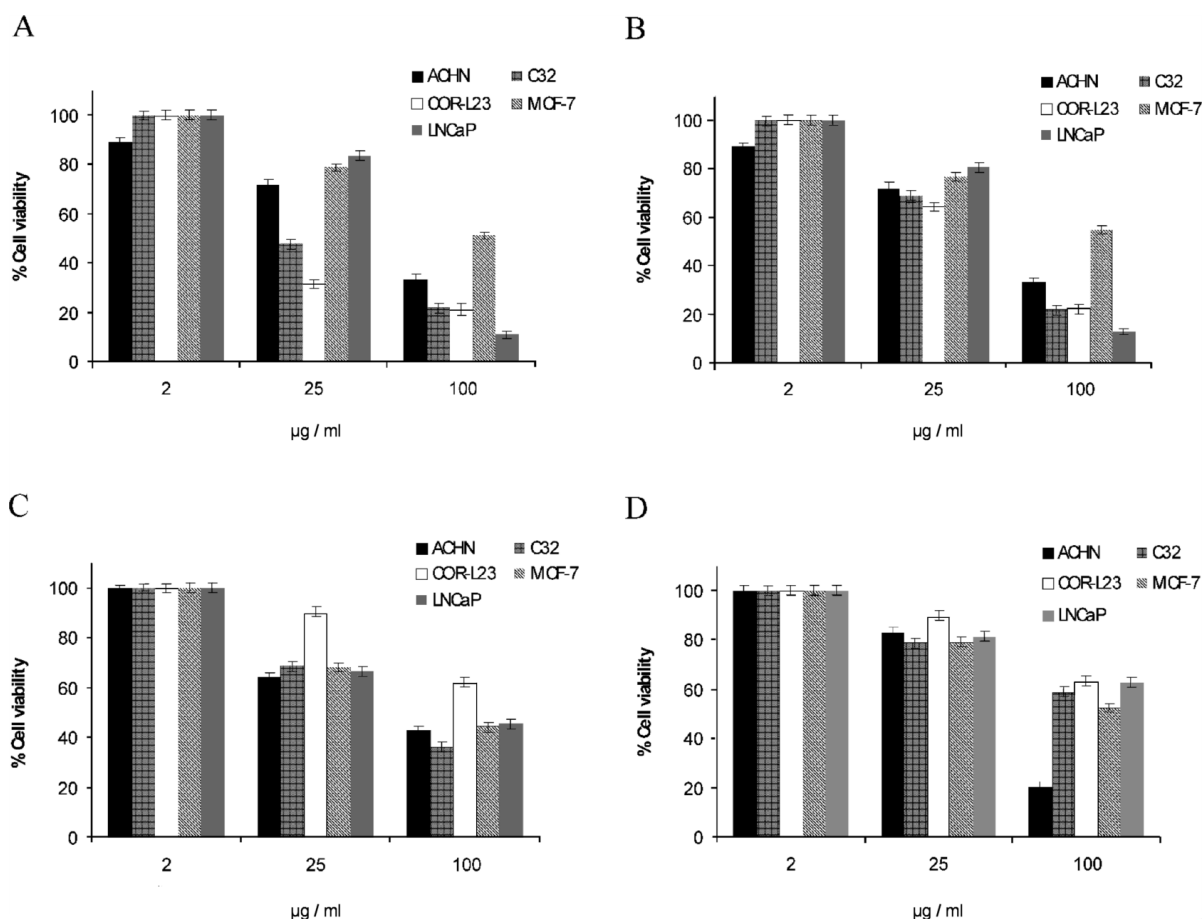 A
ACHN C32
COR-L23 MCF-7
LNCaP
% Cell viability
100
80
60
40
20
0
2 25 100
µg / ml
B
ACHN C32
COR-L23 MCF-7
LNCaP
% Cell viability
100
80
60
40
20
0
2 25 100
µg / ml
C
ACHN C32
COR-L23 MCF-7
LNCaP
% Cell viability
100
80
60
40
20
0
2 25 100
µg / ml
D
ACHN C32
COR-L23 MCF-7
LNCaP
% Cell viability
100
80
60
40
20
0
2 25 100
µg / ml